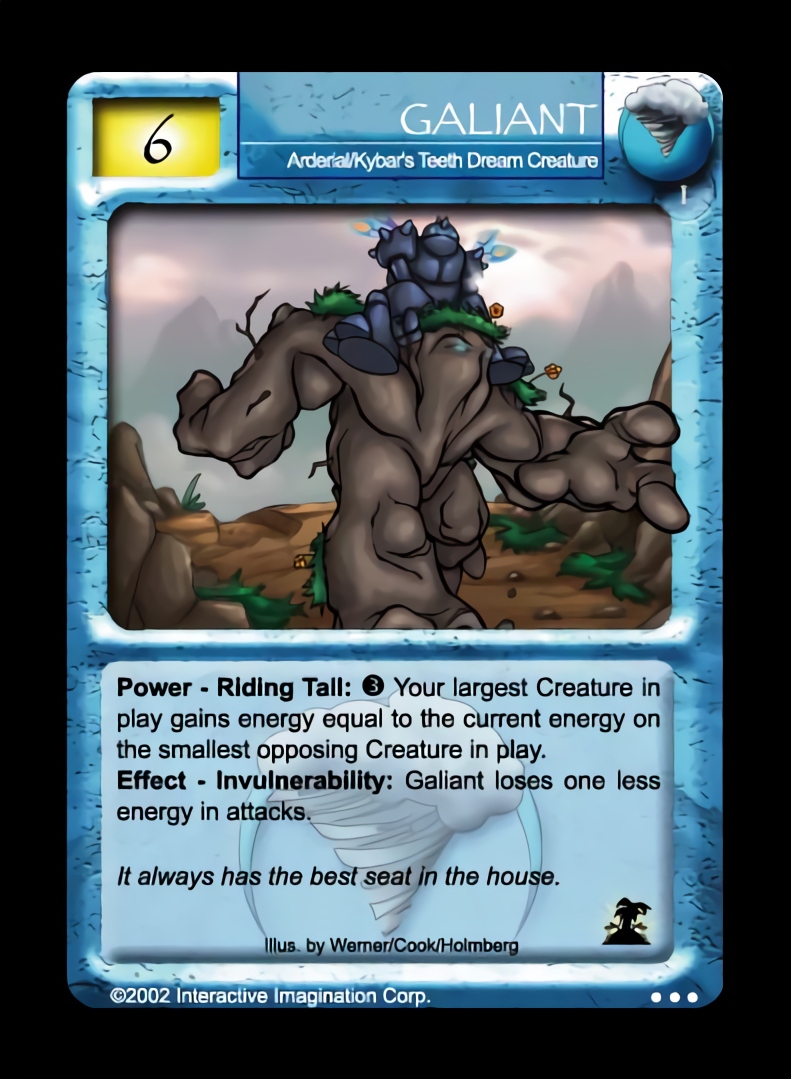 6
GALIANT
Arderial/Kybar's Teeth Dream Creature
1
Power - Riding Tall: ❸ Your largest Creature in
play gains energy equal to the current energy on
the smallest opposing Creature in play.
Effect - Invulnerability: Galiant loses one less
energy in attacks.
It always has the best seat in the house.
Illus. by Werner/Cook/Holmberg
©2002 Interactive Imagination Corp.